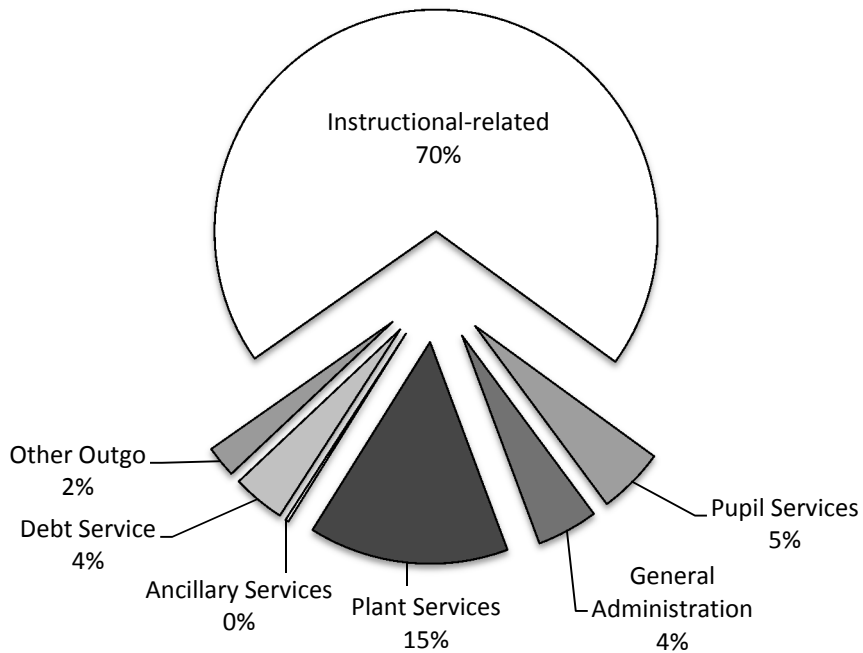 Instructional-related
70%
Other Outgo
2%
Debt Service
4%
Ancillary Services
0%
Plant Services
15%
General
Administration
4%
Pupil Services
5%